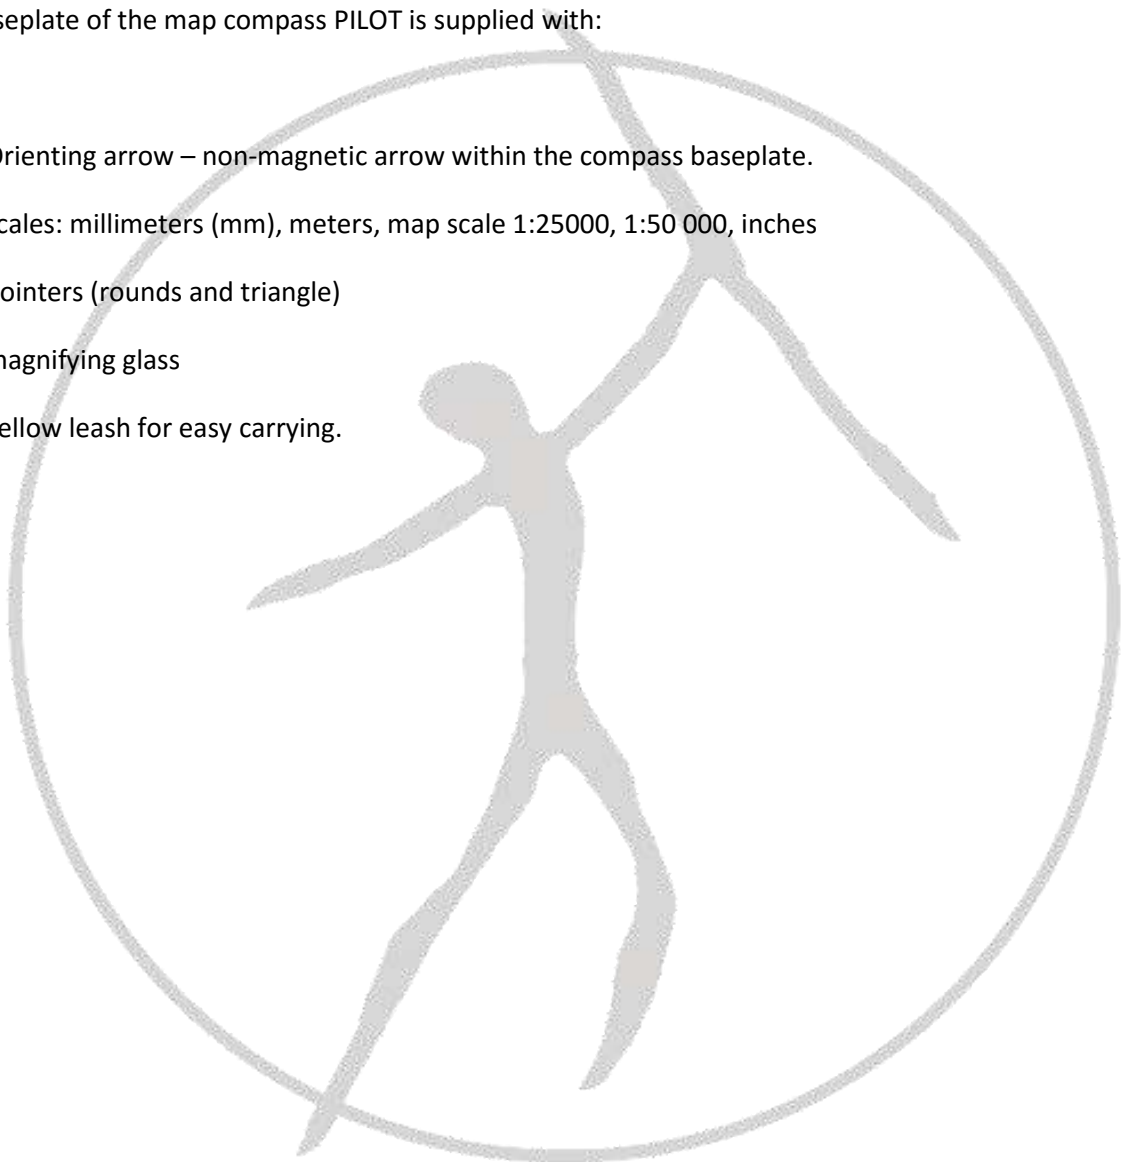 seplate of the map compass PILOT is supplied with:
Orienting arrow – non-magnetic arrow within the compass baseplate.
cales: millimeters (mm), meters, map scale 1:25000, 1:50 000, inches
ointers (rounds and triangle)
magnifying glass
ellow leash for easy carrying.